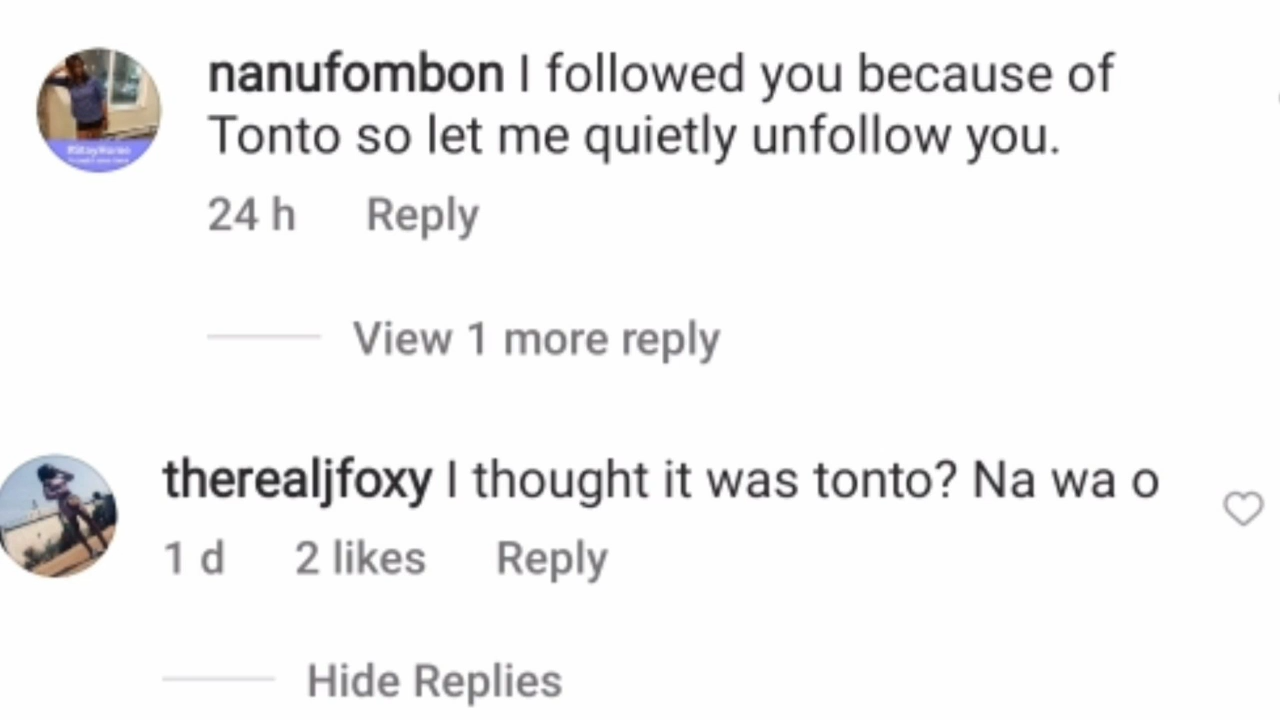 nanufombon I followed you because of
Tonto so let me quietly unfollow you.
24 h Reply
View 1 more reply
therealjfoxy I thought it was tonto? Na wa o
1 d 2 likes Reply
Hide Replies